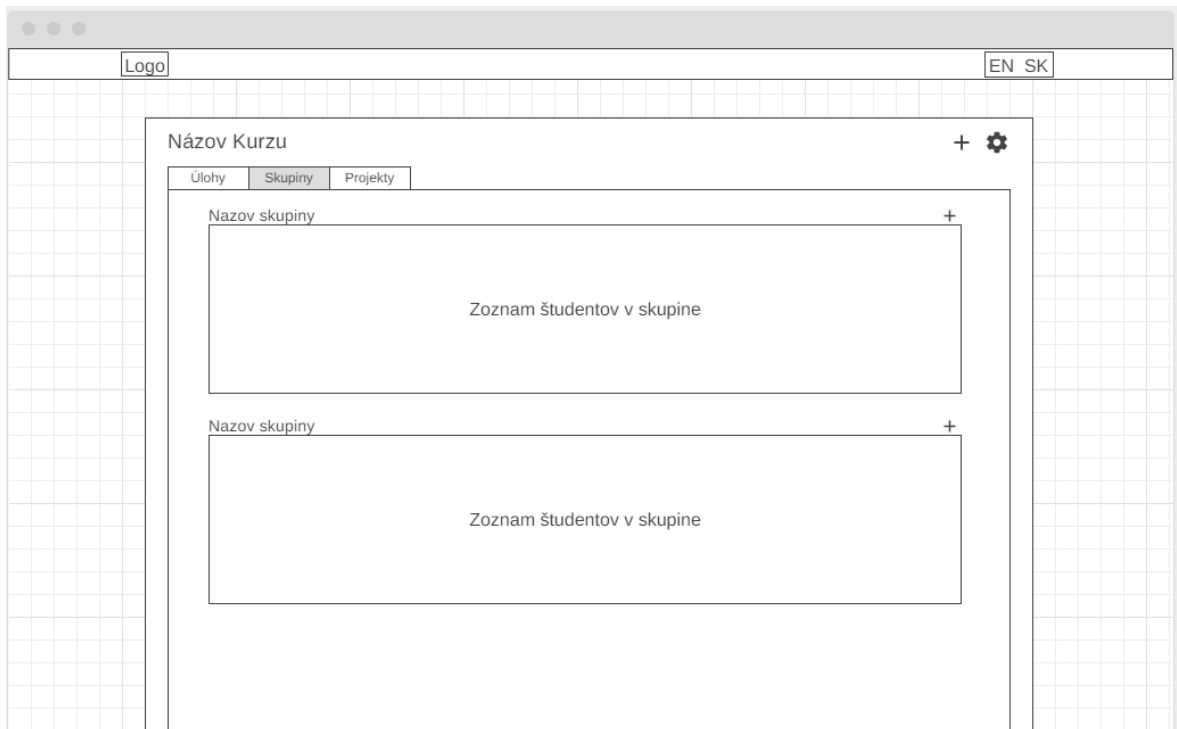 Logo
EN SK
Názov Kurzu
Úlohy Skupiny Projekty
Nazov skupiny
Zoznam študentov v skupine
Nazov skupiny
Zoznam študentov v skupine